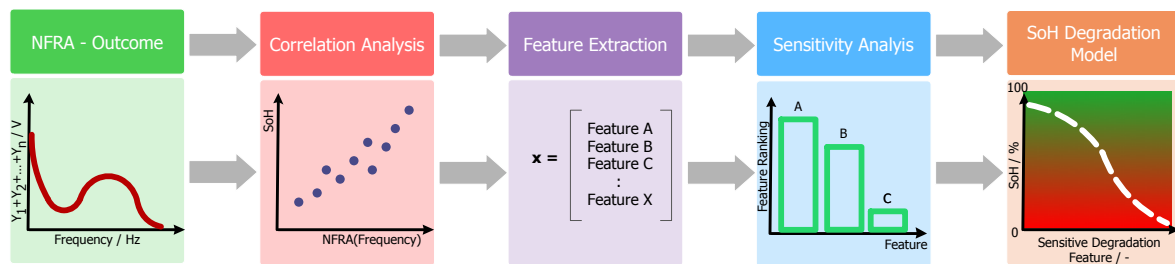 NFRA - Outcome
Correlation Analysis
Feature Extraction
Sensitivity Analyis
SoH Degradation
Model
Y1+Y2+...+Yn / V
Frequency / Hz
SoH
NFRA(Frequency)
x =
Feature A
Feature B
Feature C
:
Feature X
Feature Ranking
A
B
C
Feature
100
SoH / %
0
Sensitive Degradation
Feature / -